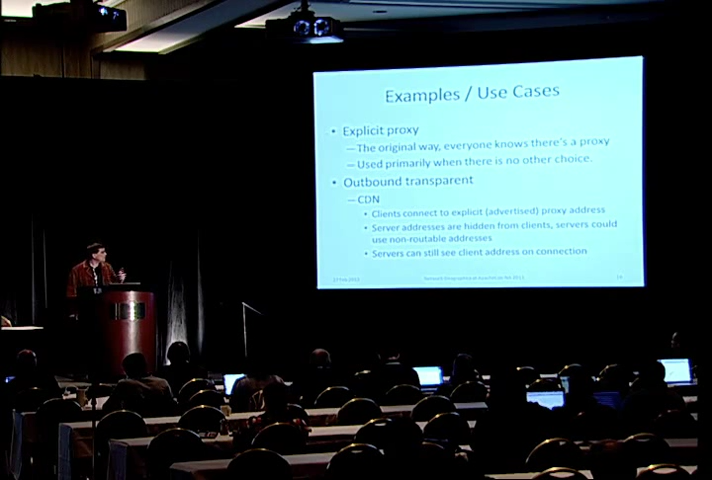 Examples / Use Cases
• Explicit proxy
—The original way, everyone knows there's a proxy
—Used primarily when there is no other choice.
• Outbound transparent
—CDN
• Clients connect to explicit (advertised) proxy address
• Server addresses are hidden from clients, servers could
use non-routable addresses
• Servers can still see client address on connection